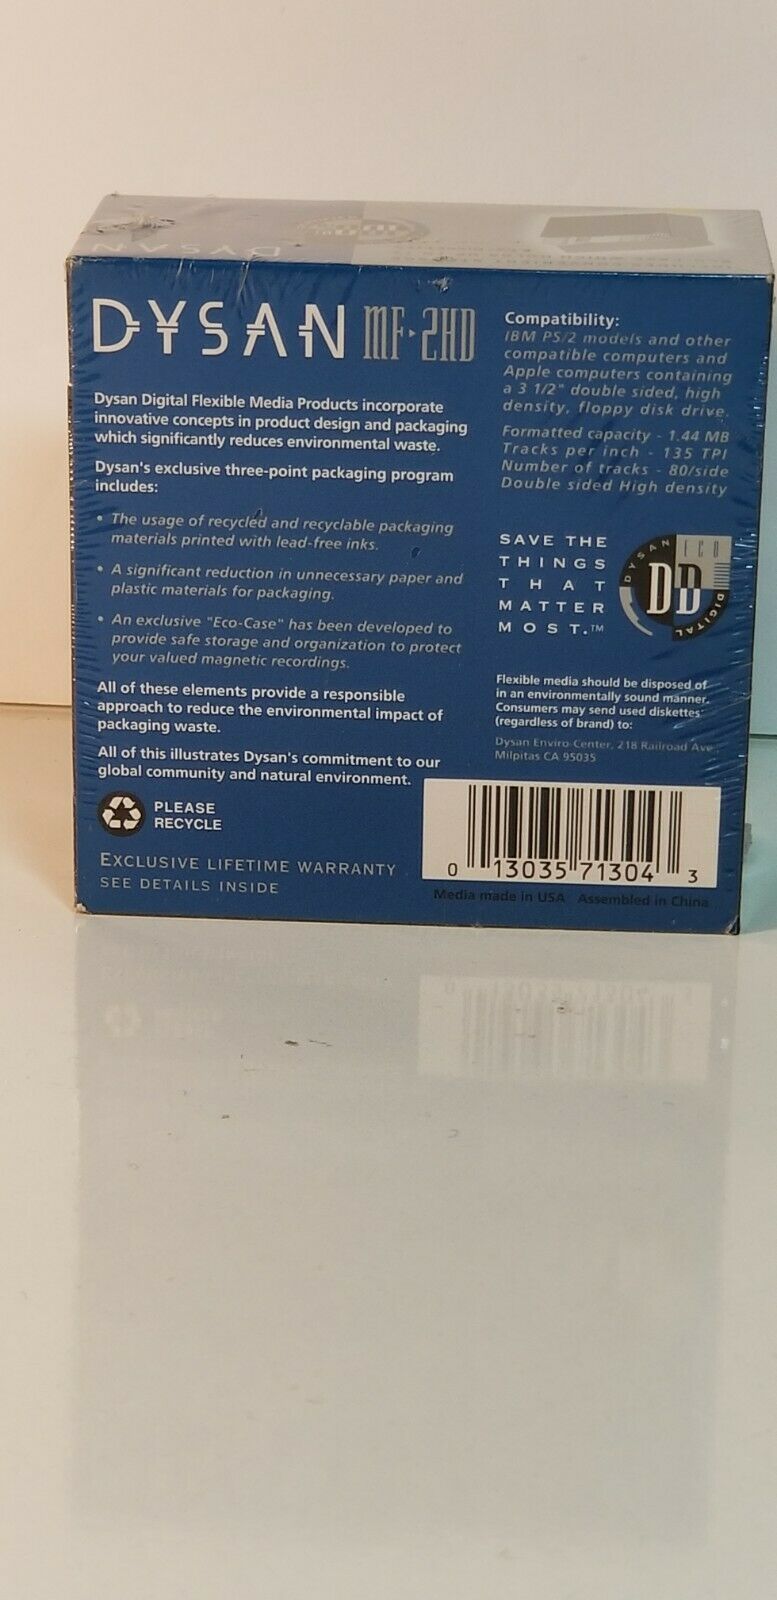 DYSAN
DYSAN MF-2HD
Dysan Digital Flexible Media Products incorporate
innovative concepts in product design and packaging
which significantly reduces environmental waste.
Dysan's exclusive three-point packaging program
includes:
• The usage of recycled and recyclable packaging
materials printed with lead-free inks.
• A significant reduction in unnecessary paper and
plastic materials for packaging.
• An exclusive "Eco-Case" has been developed to
provide safe storage and organization to protect
your valued magnetic recordings.
All of these elements provide a responsible
approach to reduce the environmental impact of
packaging waste.
All of this illustrates Dysan's commitment to our
global community and natural environment.
PLEASE
RECYCLE
EXCLUSIVE LIFETIME WARRANTY
SEE DETAILS INSIDE
Compatibility:
IBM PS/2 models and other
compatible computers and
Apple computers containing
a 3 1/2" double sided, high
density, floppy disk drive.
Formatted capacity - 1.44 MB
Tracks per inch - 135 TPI
Number of tracks - 80/side
Double sided High density
SAVE THE
THINGS
THAT
MATTER
MOST.™
DYSAN ECO
DD
DIGITAL
Flexible media should be disposed of
in an environmentally sound manner.
Consumers may send used diskettes
(regardless of brand) to:
Dysan Enviro-Center, 218 Railroad Ave.,
Milpitas CA 95035
0 13035 71304 3
Media made in USA Assembled in China